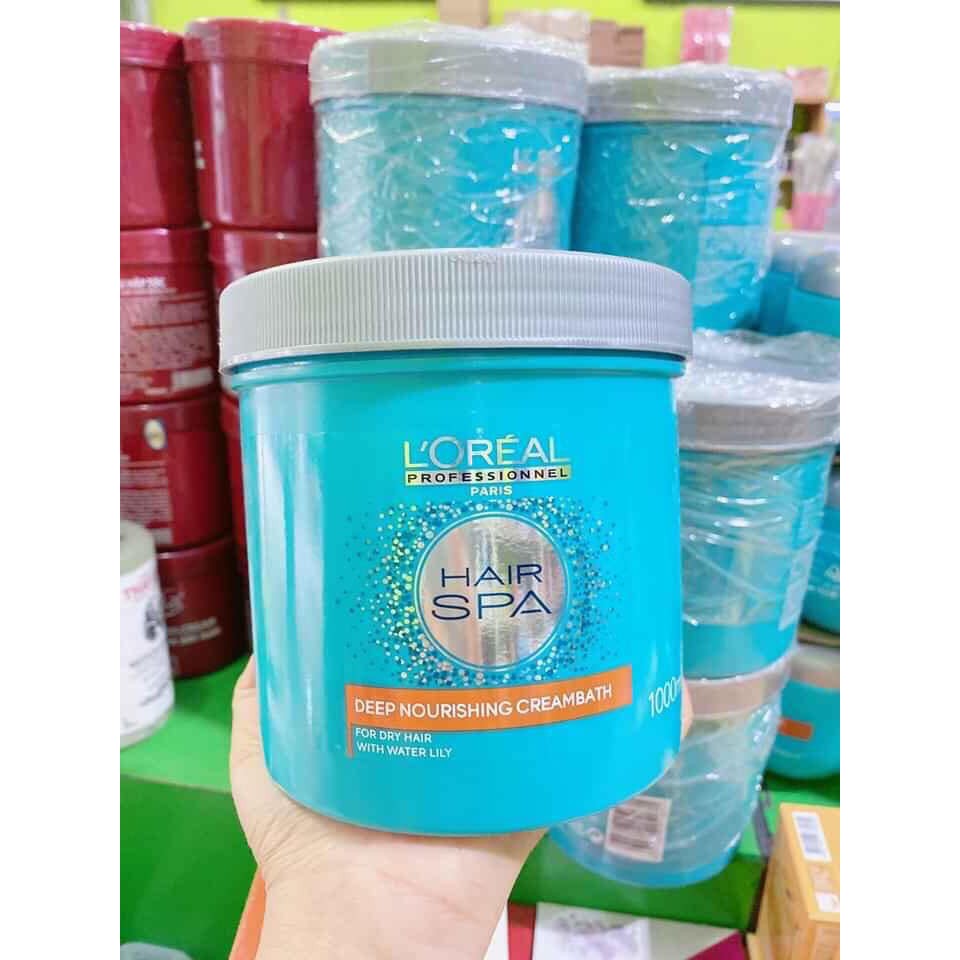 L'ORÉAL
PROFESSIONNEL
PARIS
HAIR
SPA
DEEP NOURISHING CREAMBATH
FOR DRY HAIR
WITH WATER LILY
1000